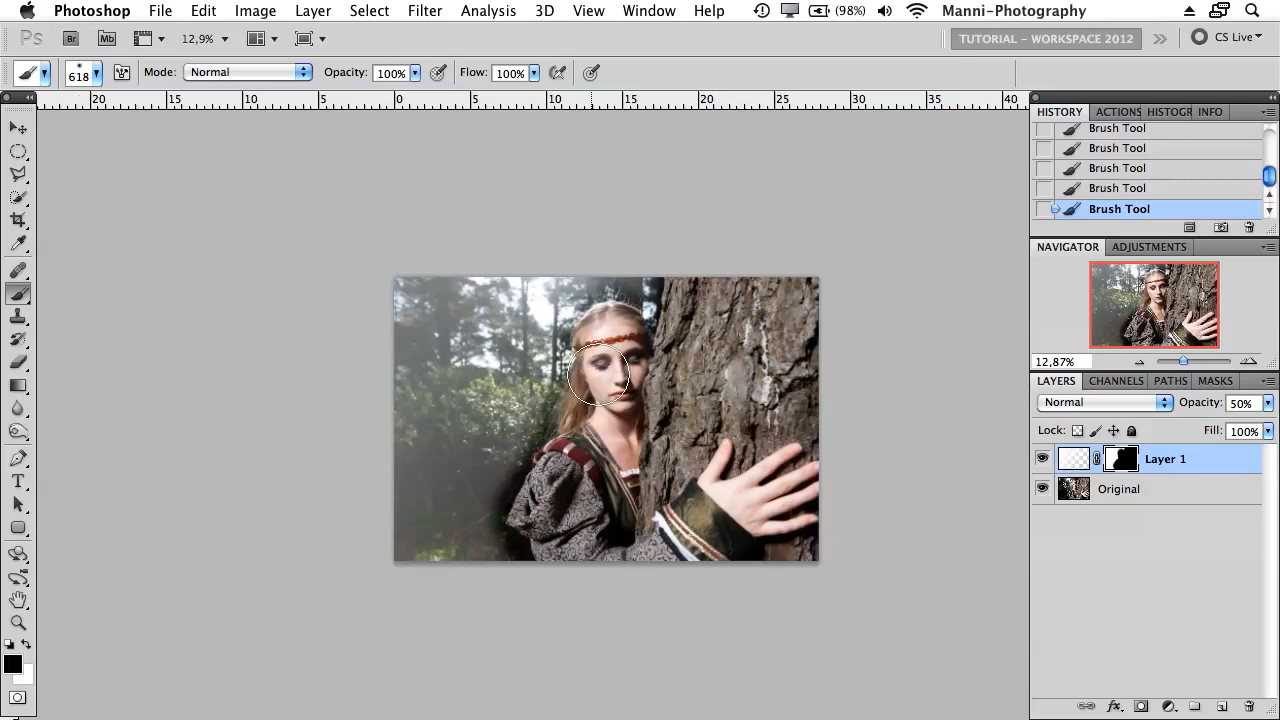 Photoshop File Edit Image Layer Select Filter Analysis 3D View Window Help (98%) Manni-Photography
Ps Br Mb 12,9% TUTORIAL - WORKSPACE 2012 CS Live
618 Mode: Normal Opacity: 100% Flow: 100%
20 15 10 5 0 5 10 15 20 25 30 35 40
HISTORY ACTIONS HISTOGR INFO
Brush Tool
Brush Tool
Brush Tool
Brush Tool
Brush Tool
NAVIGATOR ADJUSTMENTS
12,87%
LAYERS CHANNELS PATHS MASKS
Normal Opacity: 50%
Lock: Fill: 100%
Layer 1
Original
T
fx